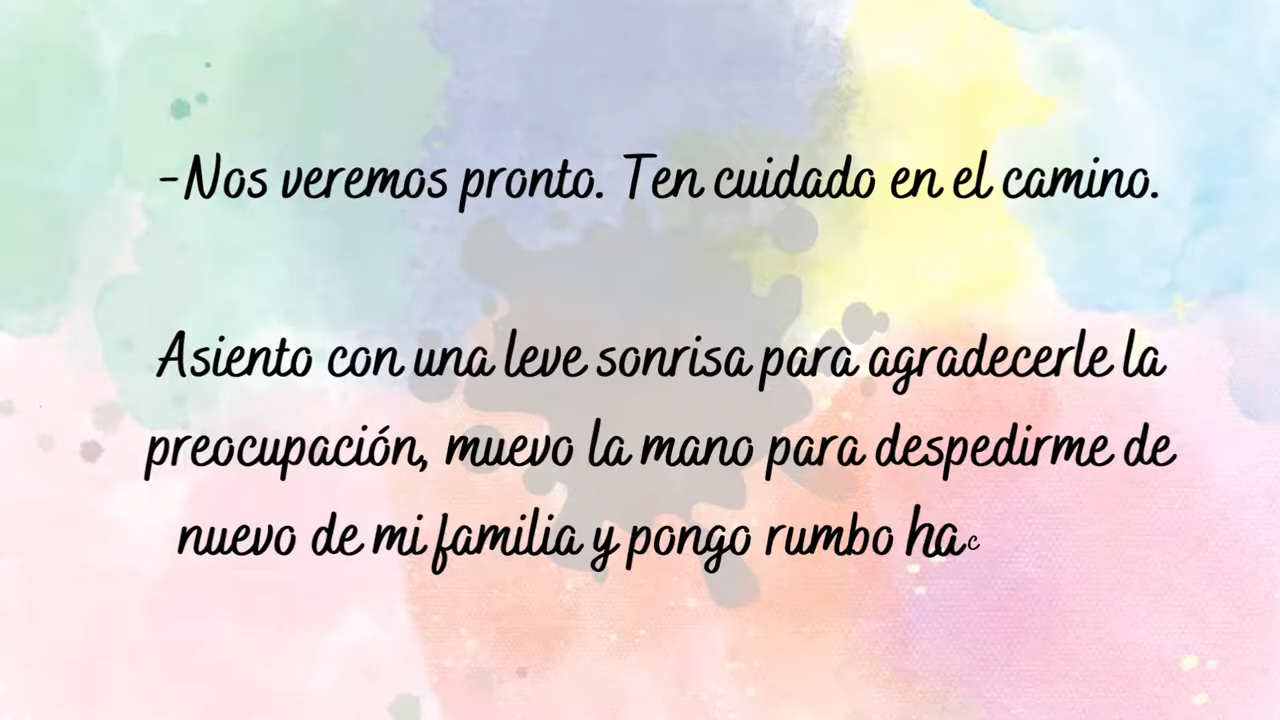 -Nos veremos pronto. Ten cuidado en el camino.
Asiento con una leve sonrisa para agradecerle la
preocupación, muevo la mano para despedirme de
nuevo de mi familia y pongo rumbo hac